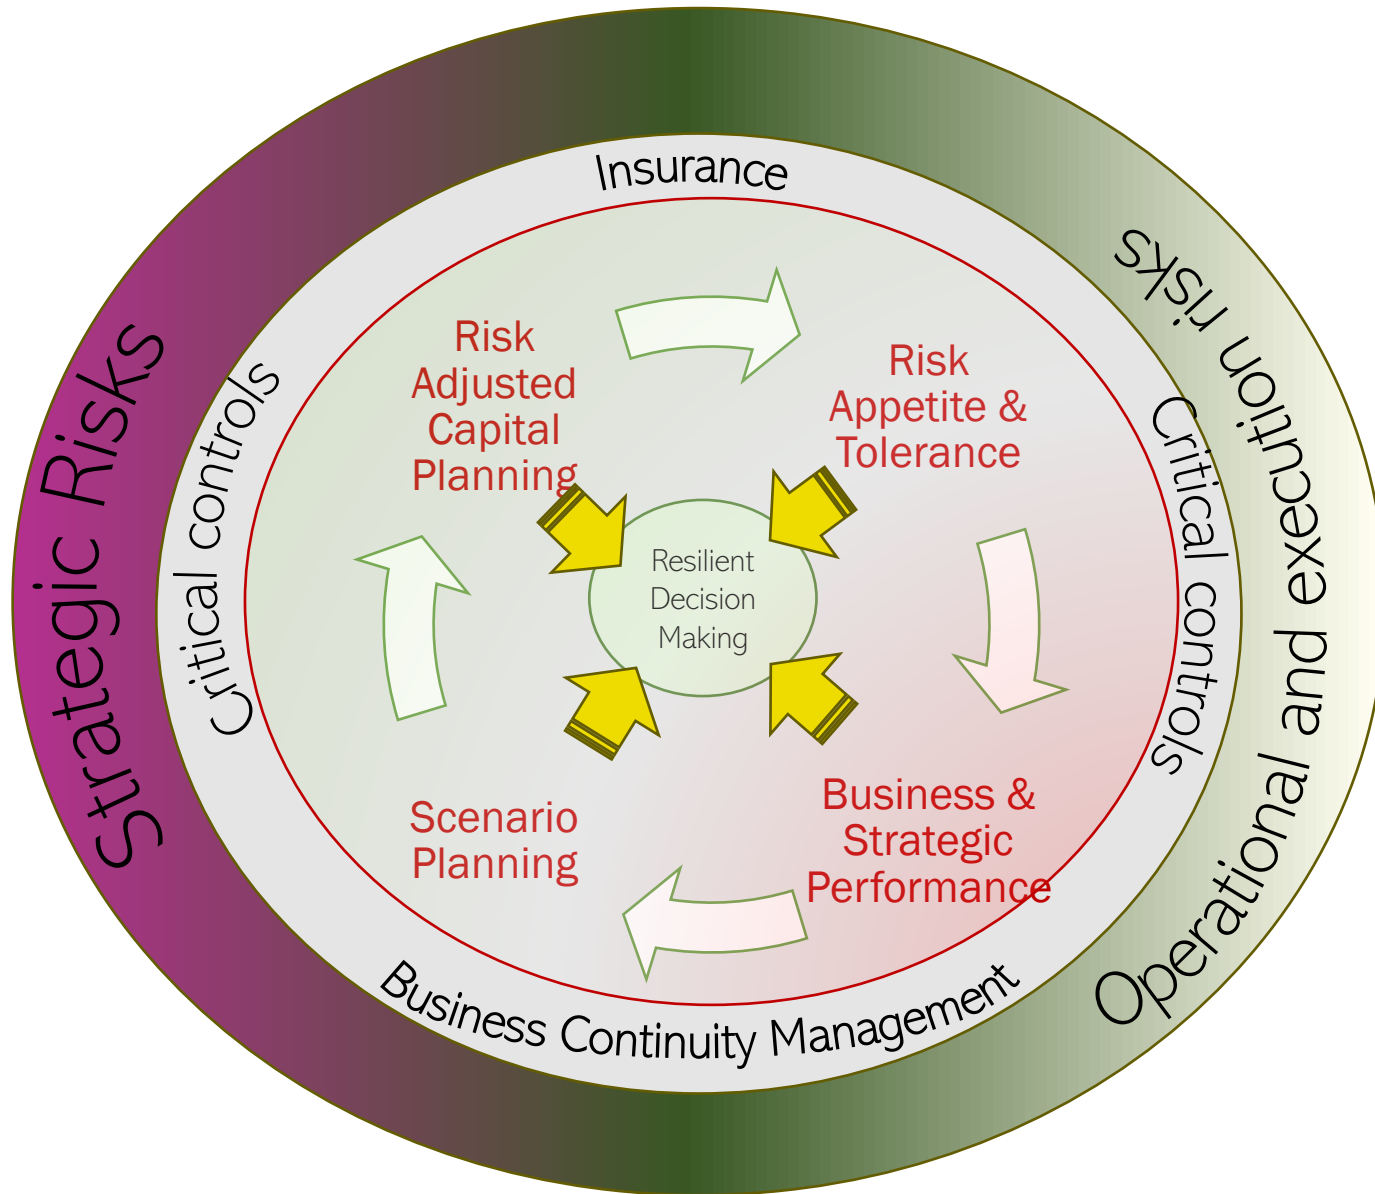 Insurance
Strategic Risks
Critical controls
Risk
Adjusted
Capital
Planning
Risk
Appetite &
Tolerance
Critical controls
Operational and execution risks
Resilient
Decision
Making
Scenario
Planning
Business &
Strategic
Performance
Business Continuity Management